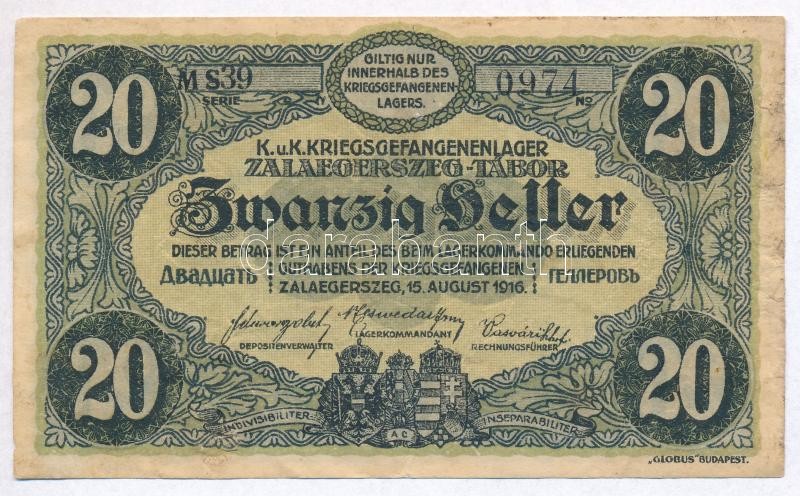 GILTIG NUR
INNERHALB DES
KRIEGSGEFANGENEN
LAGERS.
20
M S39
SERIE
0974
No
20
K.u.K.KRIEGSGEFANGENENLAGER
ZALAEGERSZEG-TÁBOR
Zwanzig Heller
DIESER BETRAG IST EIN ANTEIL DES BEIM LAGERKOMMANDO ERLIEGENDEN
Двадцать GUTHABENS DER KRIEGSGEFANGENEN. ГЕЛЛЕРОВЪ
ZALAEGERSZEG, 15. AUGUST 1916.
DEPOSITENVERWALTER LAGERKOMMANDANT RECHNUNGSFÜHRER
20
20
INDIVISIBILITER AC INSEPARABILITER
„GLOBUS" BUDAPEST.
darabanth